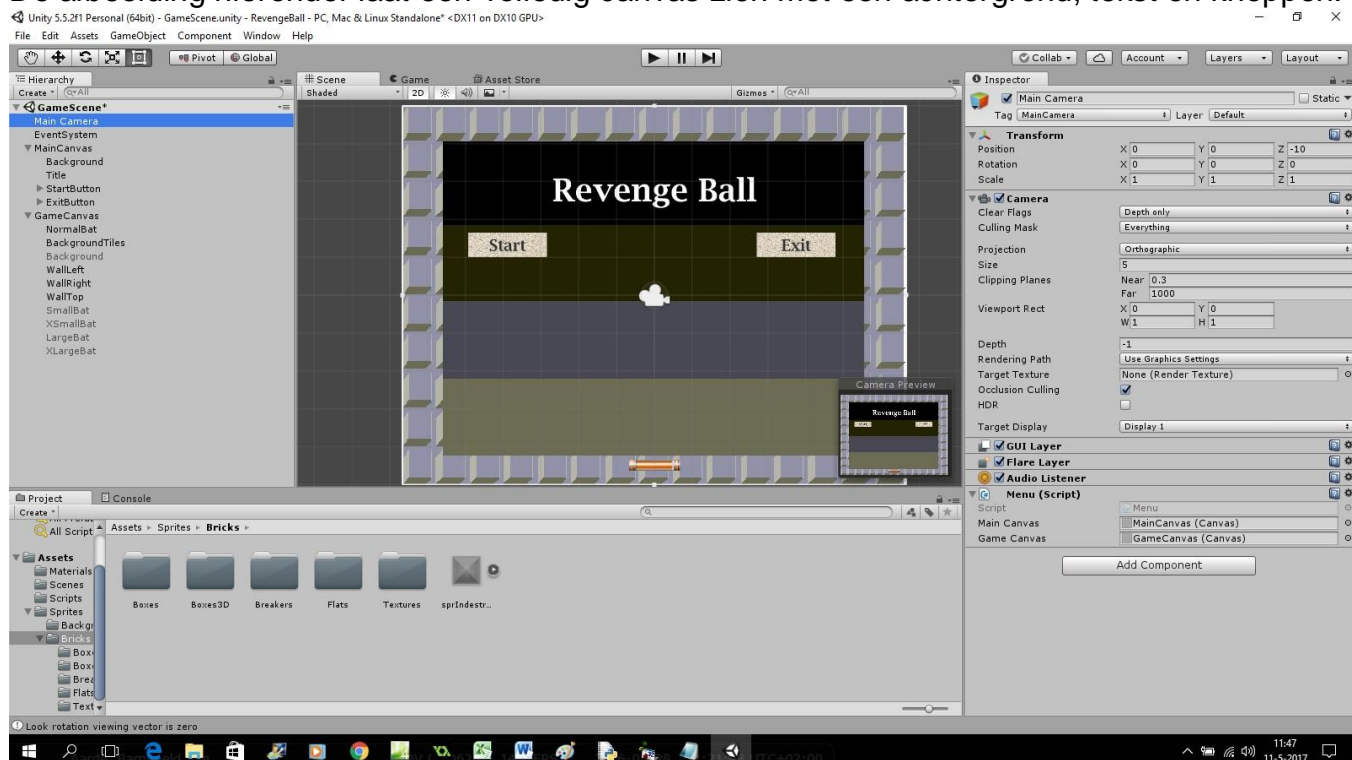 De afbeelding hieronder laat een volledig canvas zien met een achtergrond, tekst en knoppen.
Unity 5.5.2f1 Personal (64bit) - GameScene.unity - RevengeBall - PC, Mac & Linux Standalone* <DX11 on DX10 GPU>
File Edit Assets GameObject Component Window Help
Pivot Global Collab Account Layers Layout
Hierarchy
Create All
GameScene*
Main Camera
EventSystem
MainCanvas
Background
Title
StartButton
ExitButton
GameCanvas
NormalBat
BackgroundTiles
Background
WallLeft
WallRight
WallTop
SmallBat
XSmallBat
LargeBat
XLargeBat
Scene Game Asset Store
Shaded 2D Gizmos All
Revenge Ball
Start Exit
Camera Preview
Revenge Ball
Inspector
Main Camera Static
Tag MainCamera Layer Default
Transform
Position X 0 Y 0 Z -10
Rotation X 0 Y 0 Z 0
Scale X 1 Y 1 Z 1
Camera
Clear Flags Depth only
Culling Mask Everything
Projection Orthographic
Size 5
Clipping Planes Near 0.3
Far 1000
Viewport Rect X 0 Y 0
W 1 H 1
Depth -1
Rendering Path Use Graphics Settings
Target Texture None (Render Texture)
Occlusion Culling
HDR
Target Display Display 1
GUI Layer
Flare Layer
Audio Listener
Menu (Script)
Script Menu
Main Canvas MainCanvas (Canvas)
Game Canvas GameCanvas (Canvas)
Add Component
Project Console
Create
All Script
Assets
Materials
Scenes
Scripts
Sprites
Backgr
Bricks
Box
Box
Brea
Flats
Text
Assets Sprites Bricks
Boxes Boxes3D Breakers Flats Textures sprIndestr...
Look rotation viewing vector is zero
11:47
11-5-2017